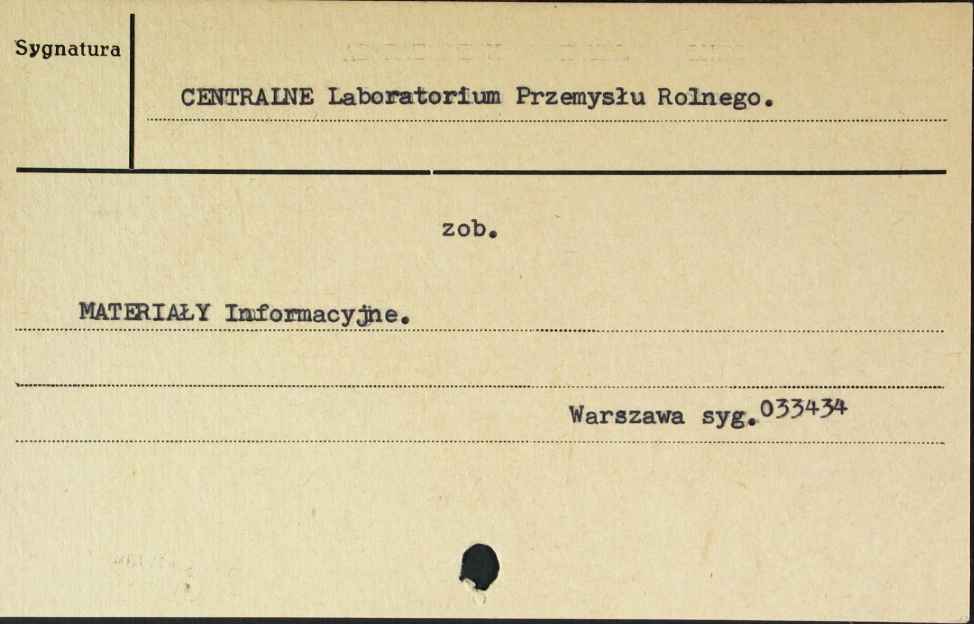 Sygnatura
CENTRALNE Laboratorium Przemysłu Rolnego.
zob.
MATERIAŁY Informacyjne.
Warszawa syg. 033434